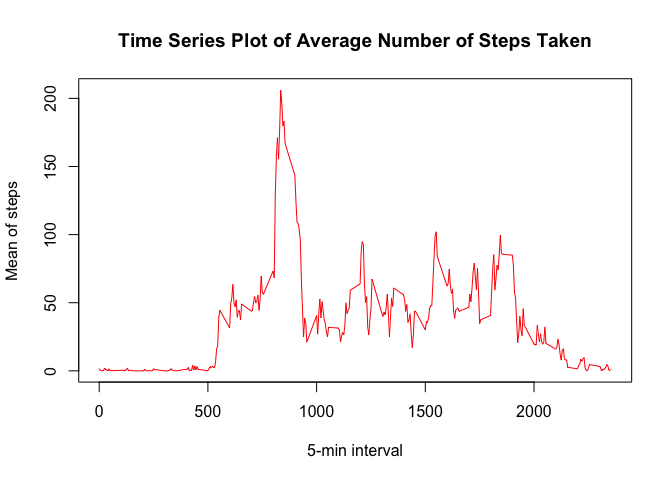 Time Series Plot of Average Number of Steps Taken
Mean of steps
200
150
100
50
0
0 500 1000 1500 2000
5-min interval